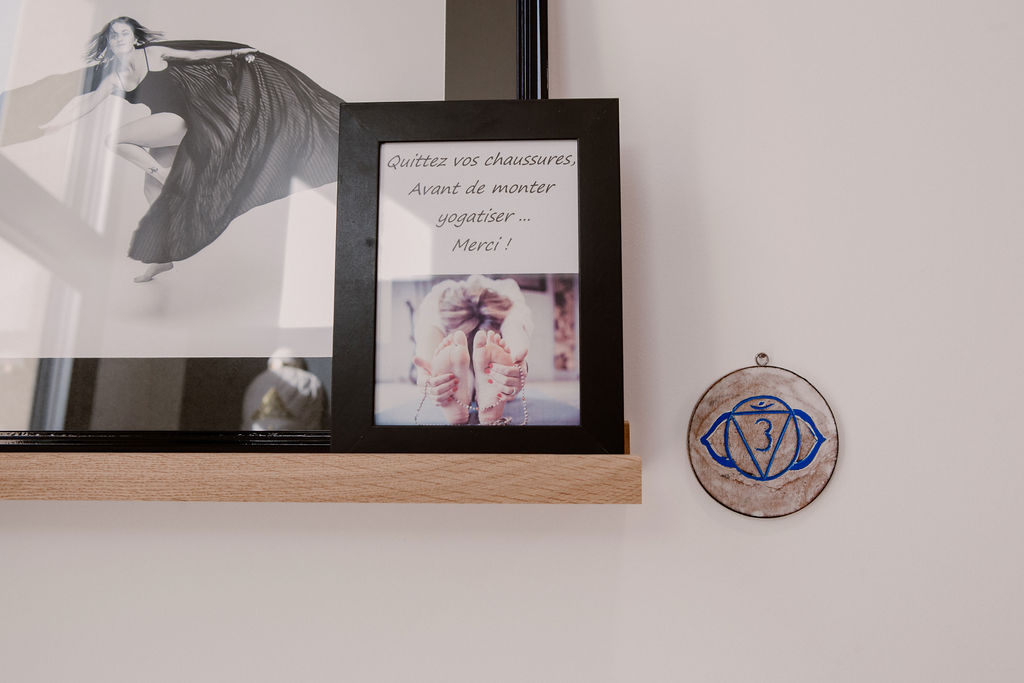 Quittez vos chaussures,
Avant de monter
yogatiser ...
Merci !